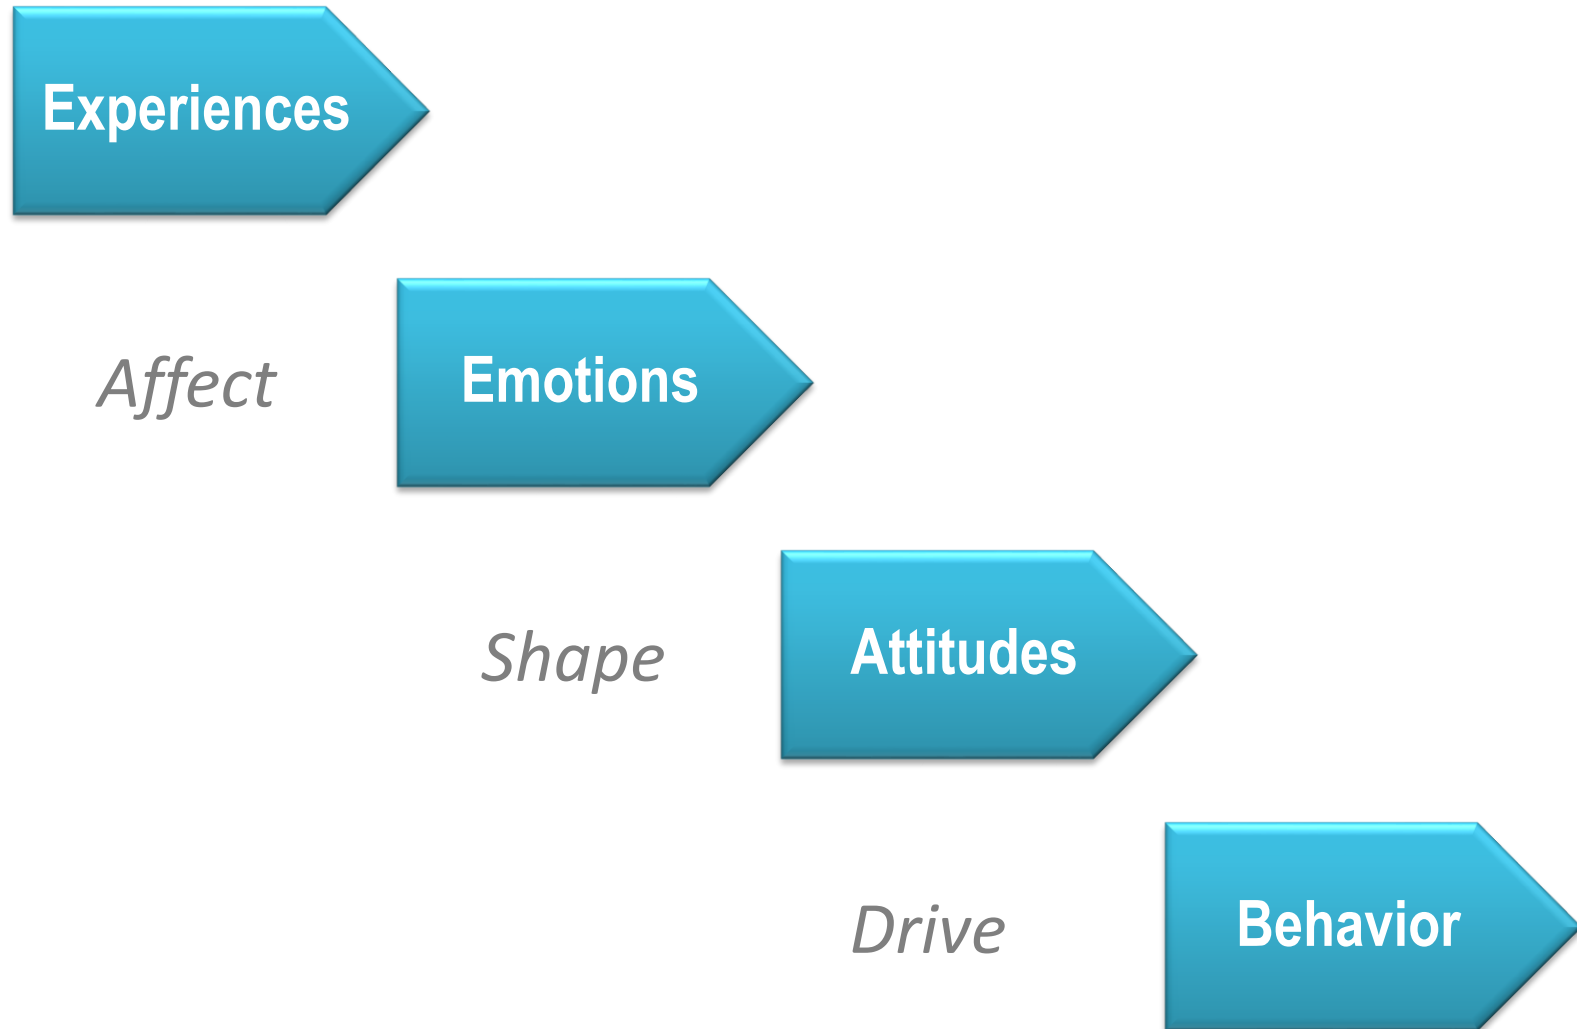 Experiences
Affect
Emotions
Shape
Attitudes
Drive
Behavior